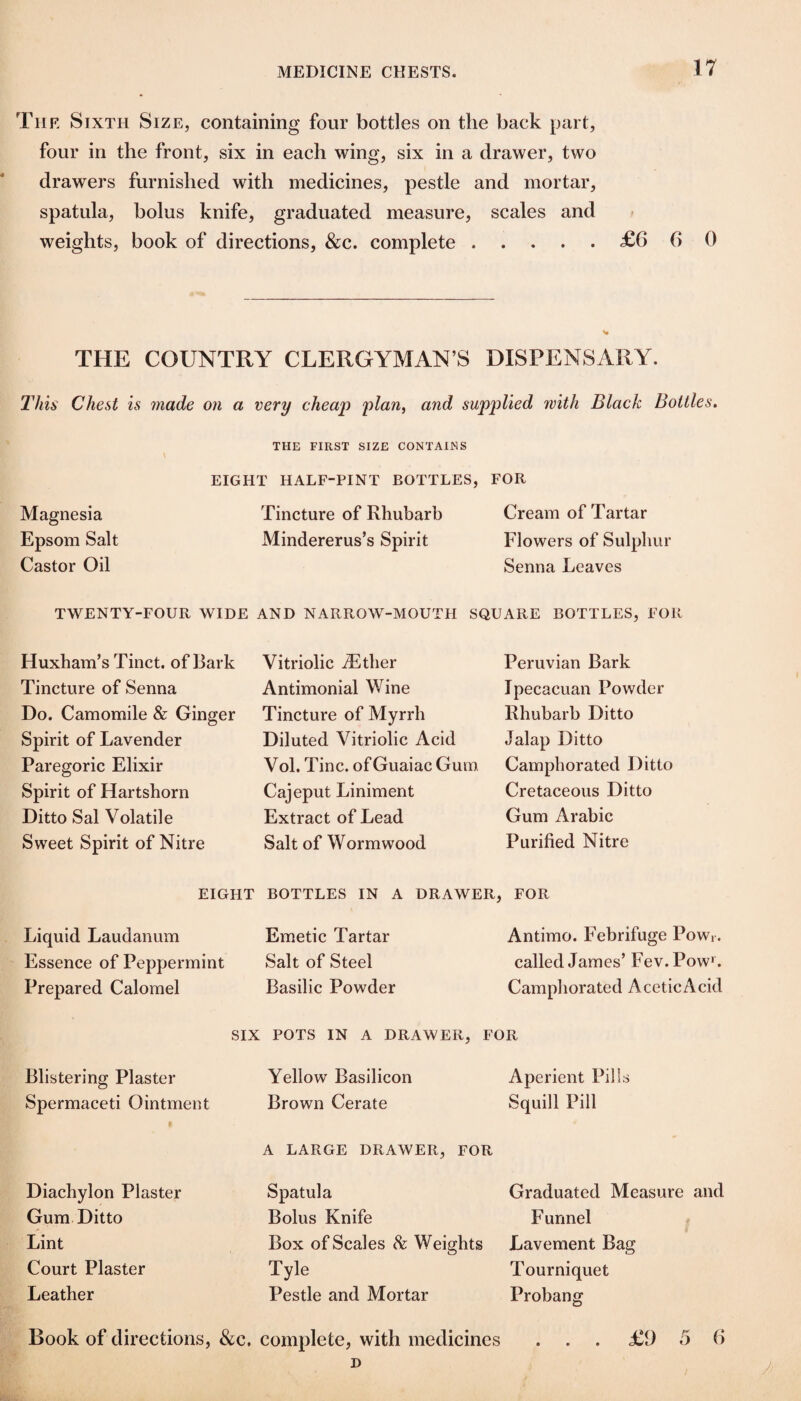 MEDICINE CHESTS. 17
The Sixth Size, containing four bottles on the back part,
four in the front, six in each wing, six in a drawer, two
drawers furnished with medicines, pestle and mortar,
spatula, bolus knife, graduated measure, scales and
weights, book of directions, &c. complete . . . . . £6 6 0
THE COUNTRY CLERGYMAN'S DISPENSARY.
This Chest is made on a very cheap plan, and supplied with Black Bottles.
THE FIRST SIZE CONTAINS
EIGHT HALF-PINT BOTTLES, FOR
Magnesia Tincture of Rhubarb Cream of Tartar
Epsom Salt Mindererus's Spirit Flowers of Sulphur
Castor Oil Senna Leaves
TWENTY-FOUR WIDE AND NARROW-MOUTH SQUARE BOTTLES, FOR
Huxham's Tinct. of Bark Vitriolic Æther Peruvian Bark
Tincture of Senna Antimonial Wine Ipecacuan Powder
Do. Camomile & Ginger Tincture of Myrrh Rhubarb Ditto
Spirit of Lavender Diluted Vitriolic Acid Jalap Ditto
Paregoric Elixir Vol. Tinc. of Guaiac Gum Camphorated Ditto
Spirit of Hartshorn Cajeput Liniment Cretaceous Ditto
Ditto Sal Volatile Extract of Lead Gum Arabic
Sweet Spirit of Nitre Salt of Wormwood Purified Nitre
EIGHT BOTTLES IN A DRAWER, FOR
Liquid Laudanum Emetic Tartar Antimo. Febrifuge Powr.
Essence of Peppermint Salt of Steel called James' Fev. Powr.
Prepared Calomel Basilic Powder Camphorated Acetic Acid
SIX POTS IN A DRAWER, FOR
Blistering Plaster Yellow Basilicon Aperient Pills
Spermaceti Ointment Brown Cerate Squill Pill
A LARGE DRAWER, FOR
Diachylon Plaster Spatula Graduated Measure and
Gum Ditto Bolus Knife Funnel
Lint Box of Scales & Weights Lavement Bag
Court Plaster Tyle Tourniquet
Leather Pestle and Mortar Probang
Book of directions, &c. complete, with medicines . . . £9 5 6
D